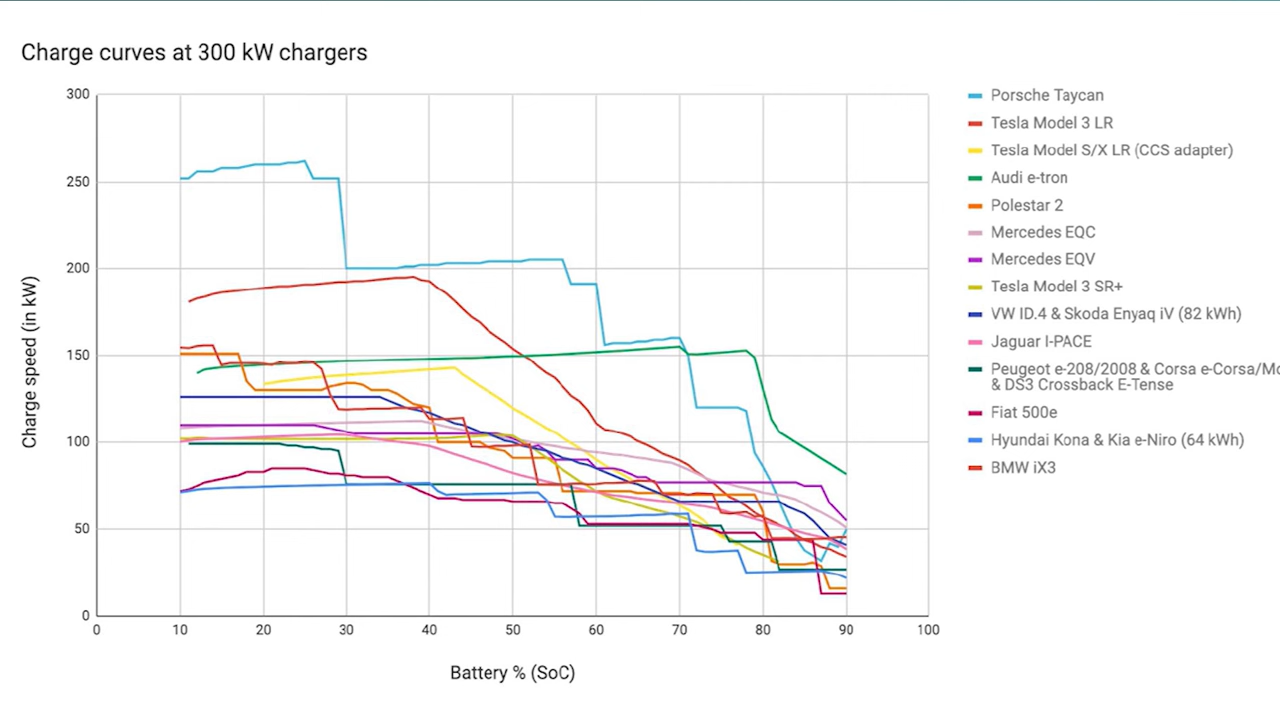 Charge curves at 300 kW chargers
Charge speed (in kW)
300
250
200
150
100
50
0
0 10 20 30 40 50 60 70 80 90 100
Battery % (SoC)
Porsche Taycan
Tesla Model 3 LR
Tesla Model S/X LR (CCS adapter)
Audi e-tron
Polestar 2
Mercedes EQC
Mercedes EQV
Tesla Model 3 SR+
VW ID.4 & Skoda Enyaq iV (82 kWh)
Jaguar I-PACE
Peugeot e-208/2008 & Corsa e-Corsa/
& DS3 Crossback E-Tense
Fiat 500e
Hyundai Kona & Kia e-Niro (64 kWh)
BMW iX3